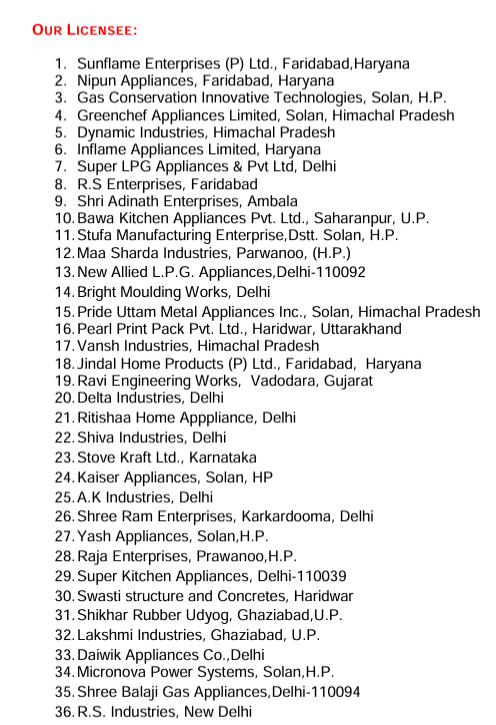 OUR LICENSEE:
1. Sunflame Enterprises (P) Ltd., Faridabad,Haryana
2. Nipun Appliances, Faridabad, Haryana
3. Gas Conservation Innovative Technologies, Solan, H.P.
4. Greenchef Appliances Limited, Solan, Himachal Pradesh
5. Dynamic Industries, Himachal Pradesh
6. Inflame Appliances Limited, Haryana
7. Super LPG Appliances & Pvt Ltd, Delhi
8. R.S Enterprises, Faridabad
9. Shri Adinath Enterprises, Ambala
10. Bawa Kitchen Appliances Pvt. Ltd., Saharanpur, U.P.
11. Stufa Manufacturing Enterprise,Dstt. Solan, H.P.
12. Maa Sharda Industries, Parwanoo, (H.P.)
13. New Allied L.P.G. Appliances,Delhi-110092
14. Bright Moulding Works, Delhi
15. Pride Uttam Metal Appliances Inc., Solan, Himachal Pradesh
16. Pearl Print Pack Pvt. Ltd., Haridwar, Uttarakhand
17. Vansh Industries, Himachal Pradesh
18. Jindal Home Products (P) Ltd., Faridabad, Haryana
19. Ravi Engineering Works, Vadodara, Gujarat
20. Delta Industries, Delhi
21. Ritishaa Home Apppliance, Delhi
22. Shiva Industries, Delhi
23. Stove Kraft Ltd., Karnataka
24. Kaiser Appliances, Solan, HP
25. A.K Industries, Delhi
26. Shree Ram Enterprises, Karkardooma, Delhi
27. Yash Appliances, Solan,H.P.
28. Raja Enterprises, Prawanoo,H.P.
29. Super Kitchen Appliances, Delhi-110039
30. Swasti structure and Concretes, Haridwar
31. Shikhar Rubber Udyog, Ghaziabad,U.P.
32. Lakshmi Industries, Ghaziabad, U.P.
33. Daiwik Appliances Co.,Delhi
34. Micronova Power Systems, Solan,H.P.
35. Shree Balaji Gas Appliances,Delhi-110094
36. R.S. Industries, New Delhi